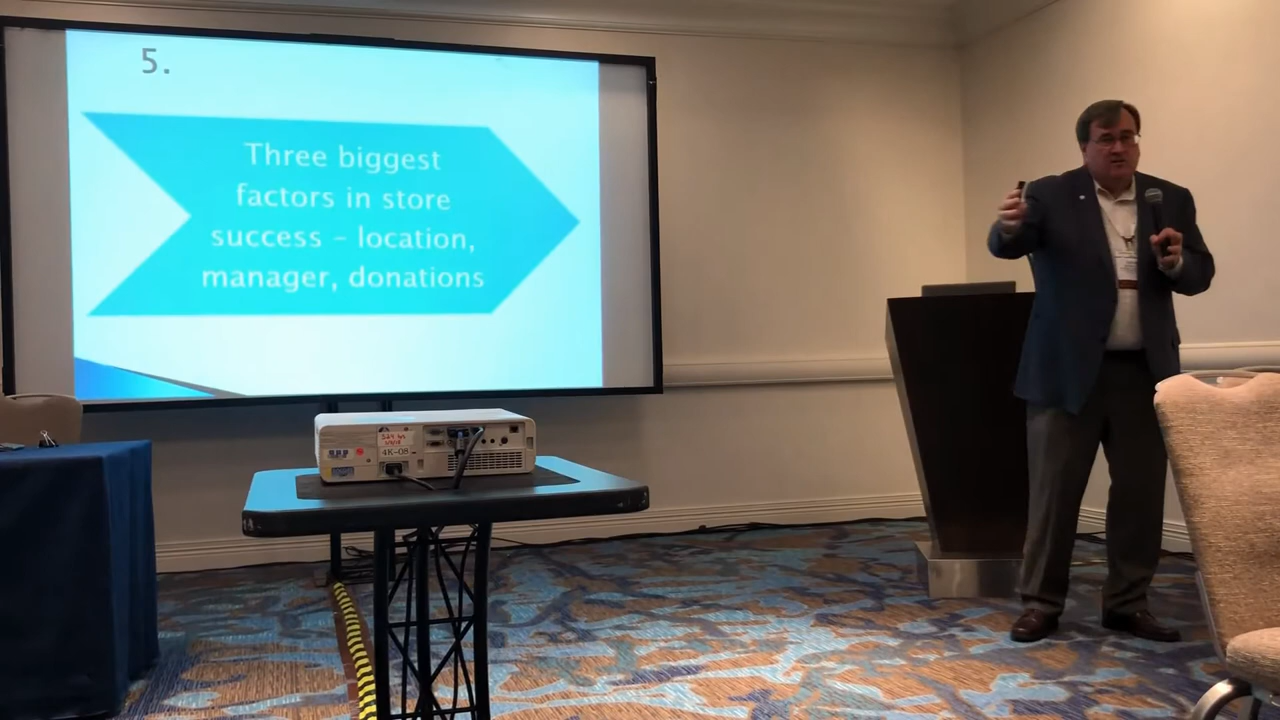 5.
Three biggest
factors in store
success – location,
manager, donations
4K-08